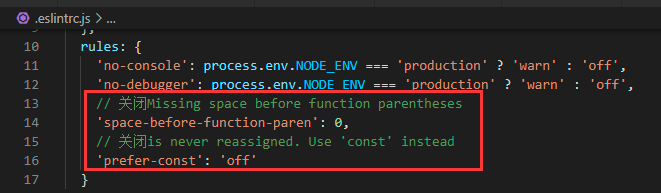 .eslintrc.js > ...
10 rules: {
11 'no-console': process.env.NODE_ENV === 'production' ? 'warn' : 'off',
12 'no-debugger': process.env.NODE_ENV === 'production' ? 'warn' : 'off',
13 // 关闭Missing space before function parentheses
14 'space-before-function-paren': 0,
15 // 关闭is never reassigned. Use 'const' instead
16 'prefer-const': 'off'
17 }